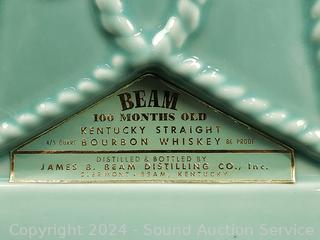 BEAM
100 MONTHS OLD
KENTUCKY STRAIGHT
4/5 QUART BOURBON WHISKEY 86 PROOF
DISTILLED & BOTTLED BY
JAMES B. BEAM DISTILLING CO., Inc.
CLERMONT - BEAM, KENTUCKY
Copyright 2024 - Sound Auction Service